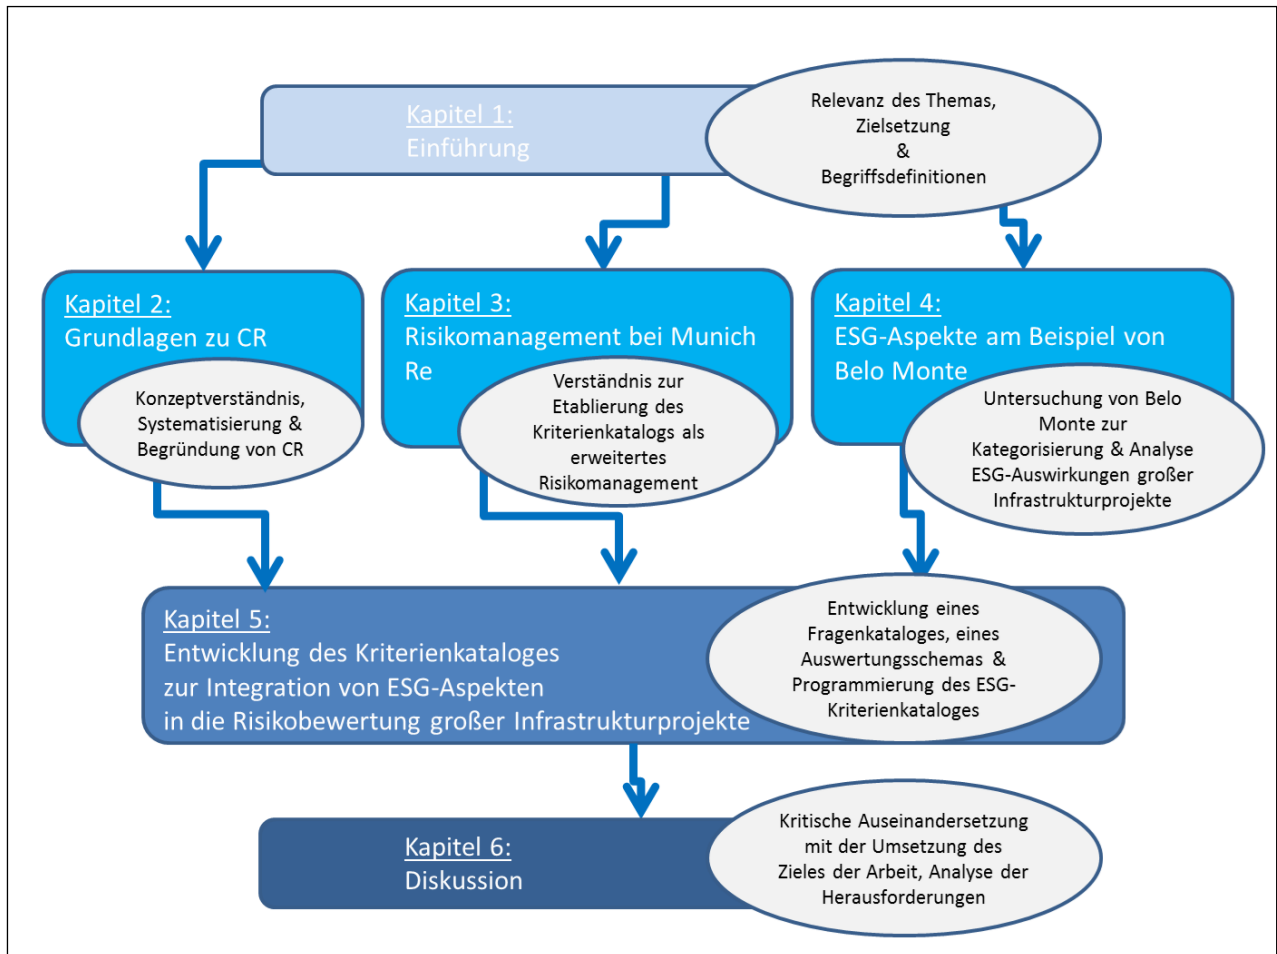 Kapitel 1:
Einführung
Relevanz des Themas,
Zielsetzung
&
Begriffsdefinitionen
Kapitel 2:
Grundlagen zu CR
Konzeptverständnis,
Systematisierung &
Begründung von CR
Kapitel 3:
Risikomanagement bei Munich
Re
Verständnis zur
Etablierung des
Kriterienkatalogs als
erweitertes
Risikomanagement
Kapitel 4:
ESG-Aspekte am Beispiel von
Belo Monte
Untersuchung von Belo
Monte zur
Kategorisierung & Analyse
ESG-Auswirkungen großer
Infrastrukturprojekte
Kapitel 5:
Entwicklung des Kriterienkataloges
zur Integration von ESG-Aspekten
in die Risikobewertung großer Infrastrukturprojekte
Entwicklung eines
Fragenkataloges, eines
Auswertungsschemas &
Programmierung des ESG-
Kriterienkataloges
Kapitel 6:
Diskussion
Kritische Auseinandersetzung
mit der Umsetzung des
Zieles der Arbeit, Analyse der
Herausforderungen